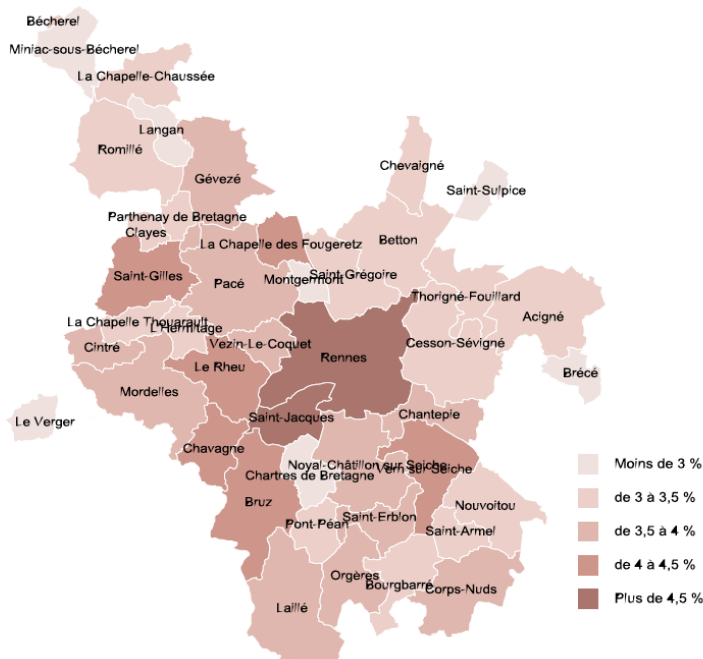 Bécherel
Miniac-sous-Bécherel
La Chapelle-Chaussée
Langan
Romillé
Chevaigné
Gévezé
Saint-Sulpice
Parthenay de Bretagne
Clayes
La Chapelle des Fougeretz
Betton
Saint-Gilles
Saint-Grégoire
Pacé
Montgermont
Thorigné-Fouillard
Acigné
La Chapelle Thouarault
L'Hermitage
Vezin-Le-Coquet
Cesson-Sévigné
Cintré
Rennes
Le Rheu
Brécé
Mordelles
Le Verger
Saint-Jacques
Chantepie
Chavagne
Noyal-Châtillon sur Seiche
Vern sur Seiche
Chartres de Bretagne
Bruz
Nouvoitou
Pont-Péan
Saint-Erblon
Saint-Armel
Orgères
Bourgbarré
Corps-Nuds
Laillé
Moins de 3 %
de 3 à 3,5 %
de 3,5 à 4 %
de 4 à 4,5 %
Plus de 4,5 %